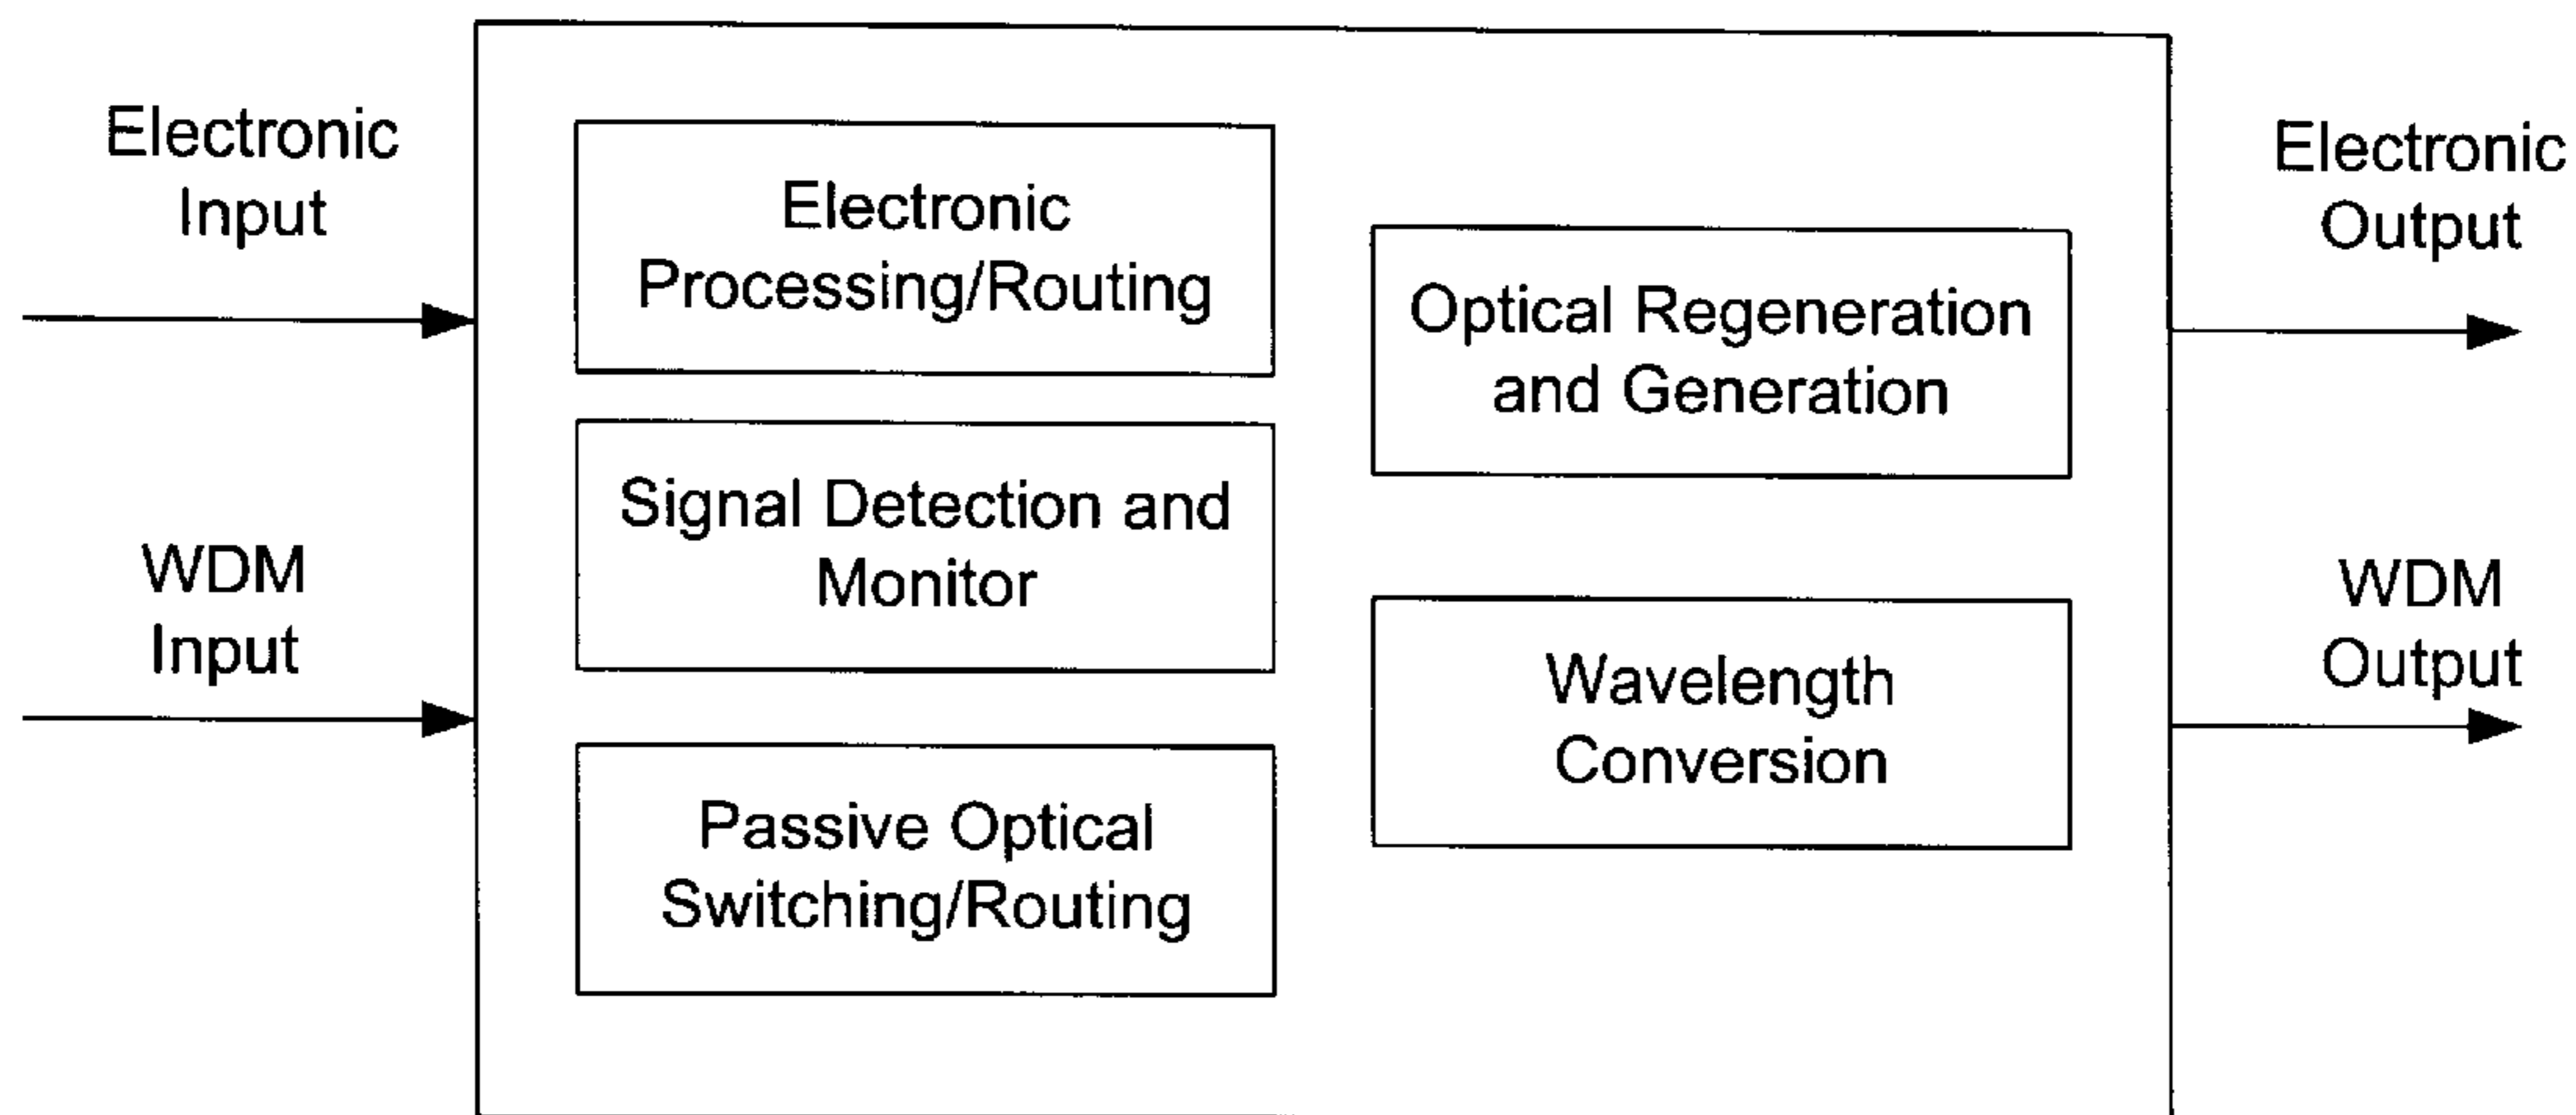 Electronic
Input
WDM
Input
Electronic
Processing/Routing
Signal Detection and
Monitor
Passive Optical
Switching/Routing
Optical Regeneration
and Generation
Wavelength
Conversion
Electronic
Output
WDM
Output